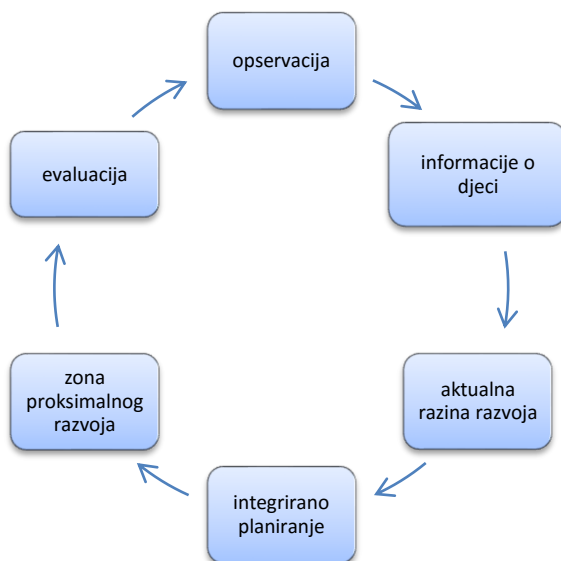 opservacija
informacije o
djeci
aktualna
razina razvoja
integrirano
planiranje
zona
proksimalnog
razvoja
evaluacija